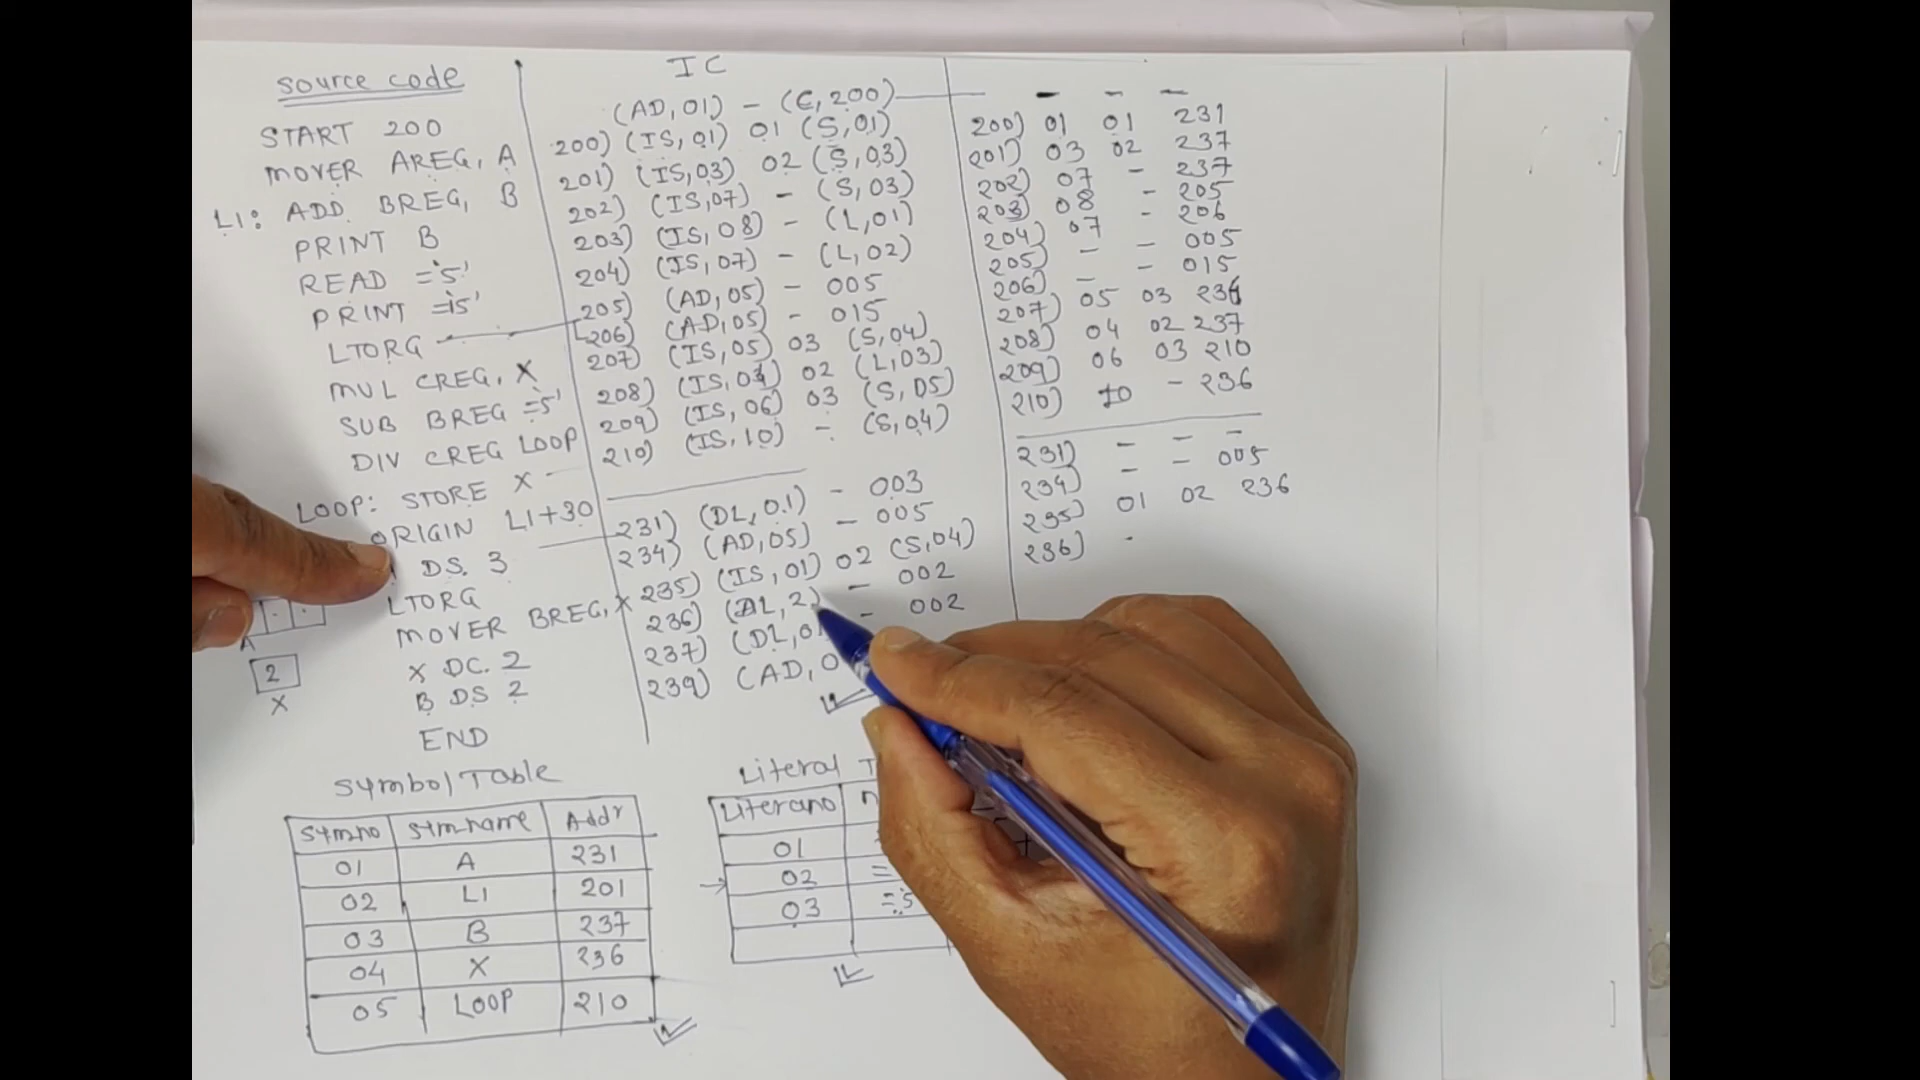 source code
START 200
MOVER AREG, A
L1: ADD BREG, B
PRINT B
READ ='5'
PRINT ='15'
LTORG
MUL CREG, X
SUB BREG ='5'
DIV CREG LOOP
LOOP: STORE X
ORIGIN L1+30
DS. 3
LTORG
MOVER BREG, X
X DC. 2
B DS 2
END
A
2
X
IC
(AD, 01) - (C, 200)
200) (IS, 01) 01 (S, 01)
201) (IS, 03) 02 (S, 03)
202) (IS, 07) - (S, 03)
203) (IS, 08) - (L, 01)
204) (IS, 07) - (L, 02)
205) (AD, 05) - 005
206) (AD, 05) - 015
207) (IS, 05) 03 (S, 04)
208) (IS, 04) 02 (L, 03)
209) (IS, 06) 03 (S, 05)
210) (IS, 10) - (S, 04)
231) (DL, 01) - 003
234) (AD, 05) - 005
235) (IS, 01) 02 (S, 04)
236) (DL, 2) - 002
237) (DL, 01 - 002
239) (AD, 0
- - -
200) 01 01 231
201) 03 02 237
202) 07 - 237
203) 08 - 205
204) 07 - 206
205) - - 005
206) - - 015
207) 05 03 236
208) 04 02 237
209) 06 03 210
210) 10 - 236
231) - - -
234) - - 005
235) 01 02 236
236) -
Symbol Table
Symno Symname Addr
01 A 231
02 L1 201
03 B 237
04 X 236
05 LOOP 210
Literal T
Literalno n
01
02 =
03 ='5